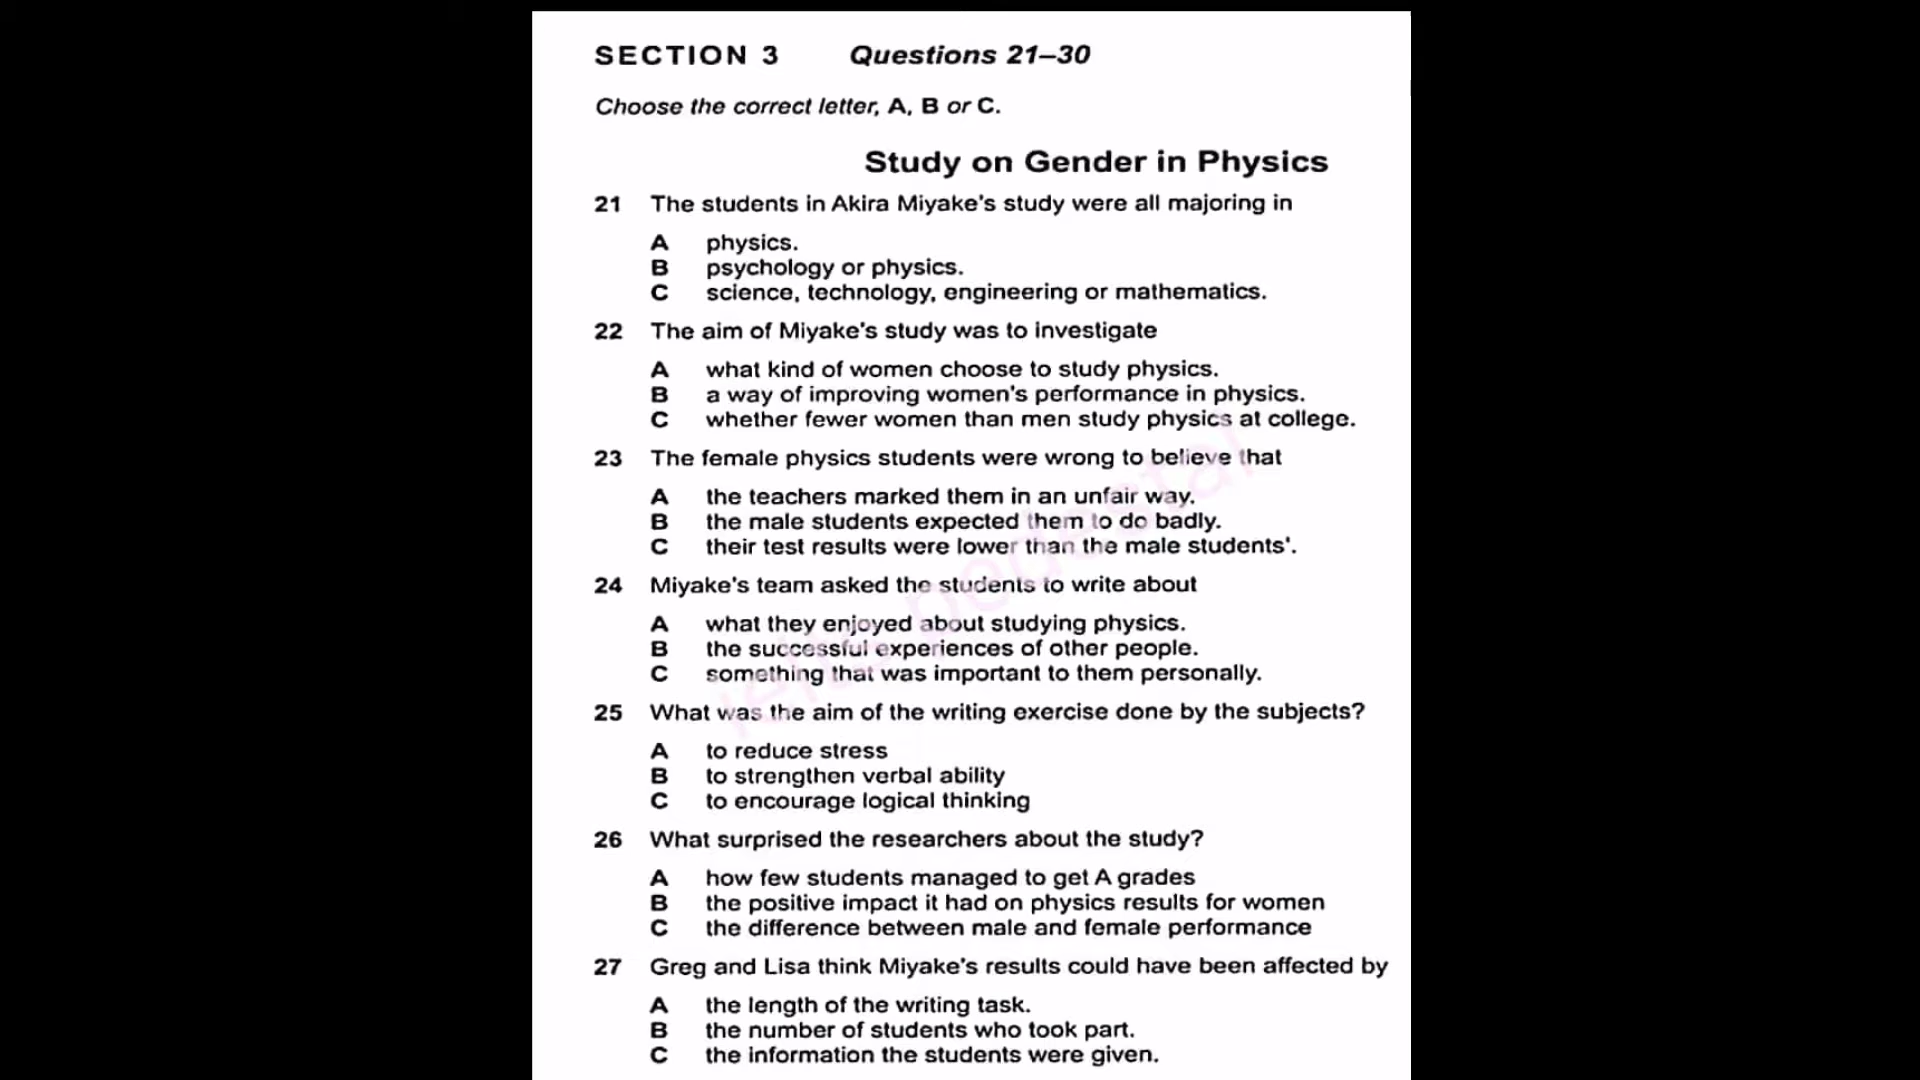 SECTION 3 Questions 21–30
Choose the correct letter, A, B or C.
Study on Gender in Physics
21 The students in Akira Miyake's study were all majoring in
A physics.
B psychology or physics.
C science, technology, engineering or mathematics.
22 The aim of Miyake's study was to investigate
A what kind of women choose to study physics.
B a way of improving women's performance in physics.
C whether fewer women than men study physics at college.
23 The female physics students were wrong to believe that
A the teachers marked them in an unfair way.
B the male students expected them to do badly.
C their test results were lower than the male students'.
24 Miyake's team asked the students to write about
A what they enjoyed about studying physics.
B the successful experiences of other people.
C something that was important to them personally.
25 What was the aim of the writing exercise done by the subjects?
A to reduce stress
B to strengthen verbal ability
C to encourage logical thinking
26 What surprised the researchers about the study?
A how few students managed to get A grades
B the positive impact it had on physics results for women
C the difference between male and female performance
27 Greg and Lisa think Miyake's results could have been affected by
A the length of the writing task.
B the number of students who took part.
C the information the students were given.
ielts pedestal